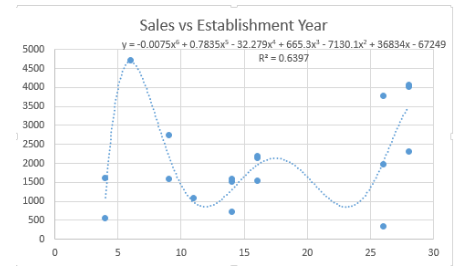 Sales vs Establishment Year
y = -0.0075x⁶ + 0.7835x⁵ - 32.279x⁴ + 665.3x³ - 7130.1x² + 36834x - 67249
R² = 0.6397
5000
4500
4000
3500
3000
2500
2000
1500
1000
500
0
0 5 10 15 20 25 30